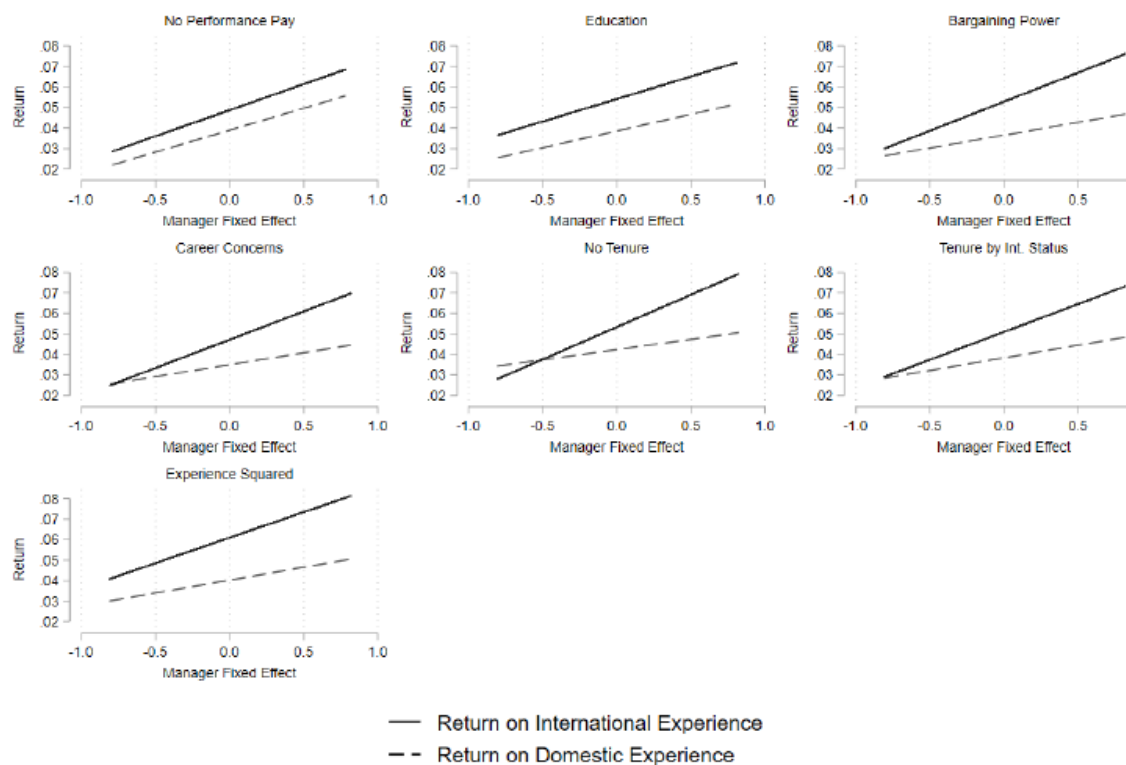 No Performance Pay
.08
.07
.06
.05
.04
.03
.02
Return
-1.0 -0.5 0.0 0.5 1.0
Manager Fixed Effect
Education
.08
.07
.06
.05
.04
.03
.02
Return
-1.0 -0.5 0.0 0.5 1.0
Manager Fixed Effect
Bargaining Power
.08
.07
.06
.05
.04
.03
.02
Return
-1.0 -0.5 0.0 0.5
Manager Fixed Effect
Career Concerns
.08
.07
.06
.05
.04
.03
.02
Return
-1.0 -0.5 0.0 0.5 1.0
Manager Fixed Effect
No Tenure
.08
.07
.06
.05
.04
.03
.02
Return
-1.0 -0.5 0.0 0.5 1.0
Manager Fixed Effect
Tenure by Int. Status
.08
.07
.06
.05
.04
.03
.02
Return
-1.0 -0.5 0.0 0.5
Manager Fixed Effect
Experience Squared
.08
.07
.06
.05
.04
.03
.02
Return
-1.0 -0.5 0.0 0.5 1.0
Manager Fixed Effect
Return on International Experience
Return on Domestic Experience